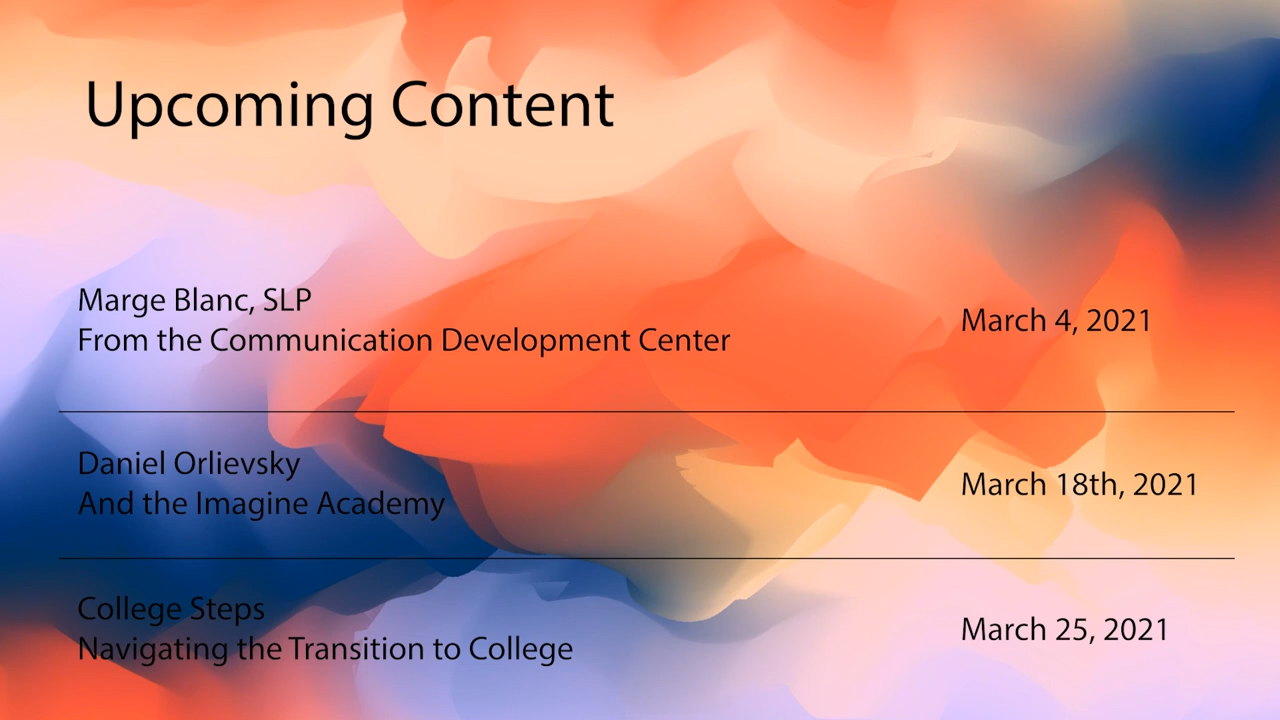 Upcoming Content
Marge Blanc, SLP
From the Communication Development Center
March 4, 2021
Daniel Orlievsky
And the Imagine Academy
March 18th, 2021
College Steps
Navigating the Transition to College
March 25, 2021